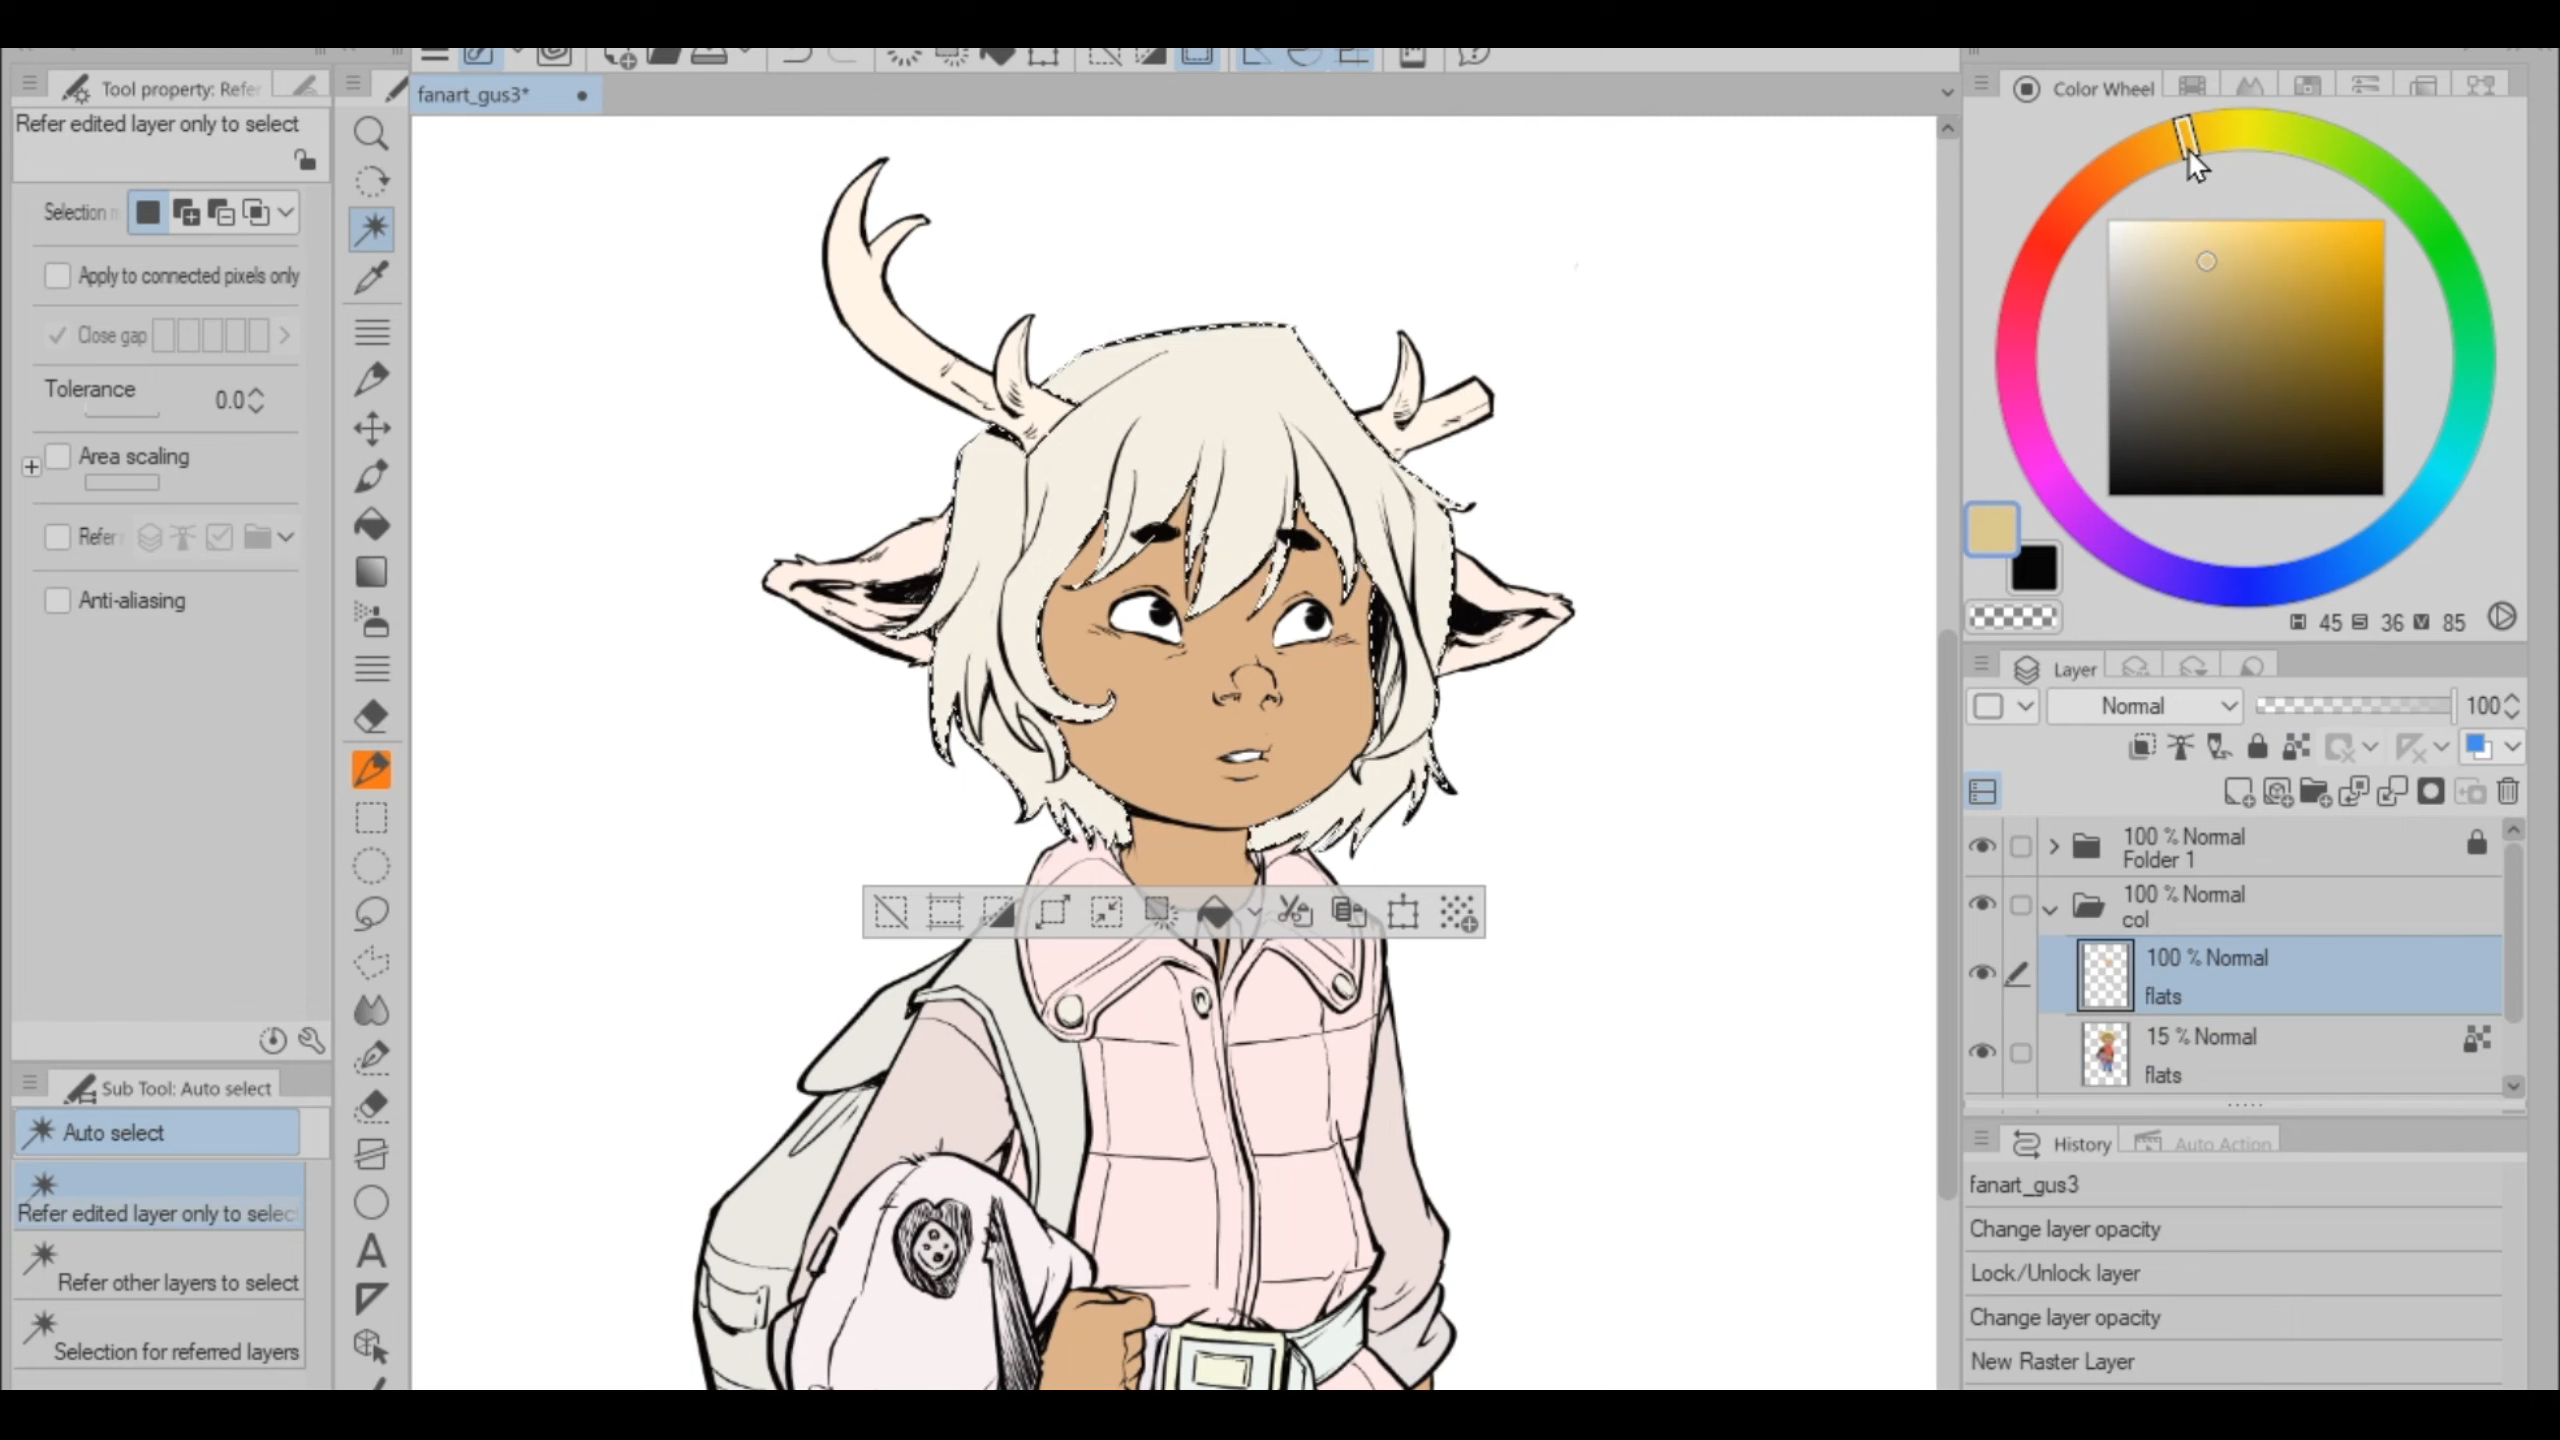 Tool property: Refer
Refer edited layer only to select
Selection
Apply to connected pixels only
Close gap
Tolerance
0.0
Area scaling
Refer
Anti-aliasing
Sub Tool: Auto select
Auto select
Refer edited layer only to selec
Refer other layers to select
Selection for referred layers
fanart_gus3*
Color Wheel
H 45 S 36 V 85
Layer
Normal
100
100 % Normal
Folder 1
100 % Normal
col
100 % Normal
flats
15 % Normal
flats
History
Auto Action
fanart_gus3
Change layer opacity
Lock/Unlock layer
Change layer opacity
New Raster Layer